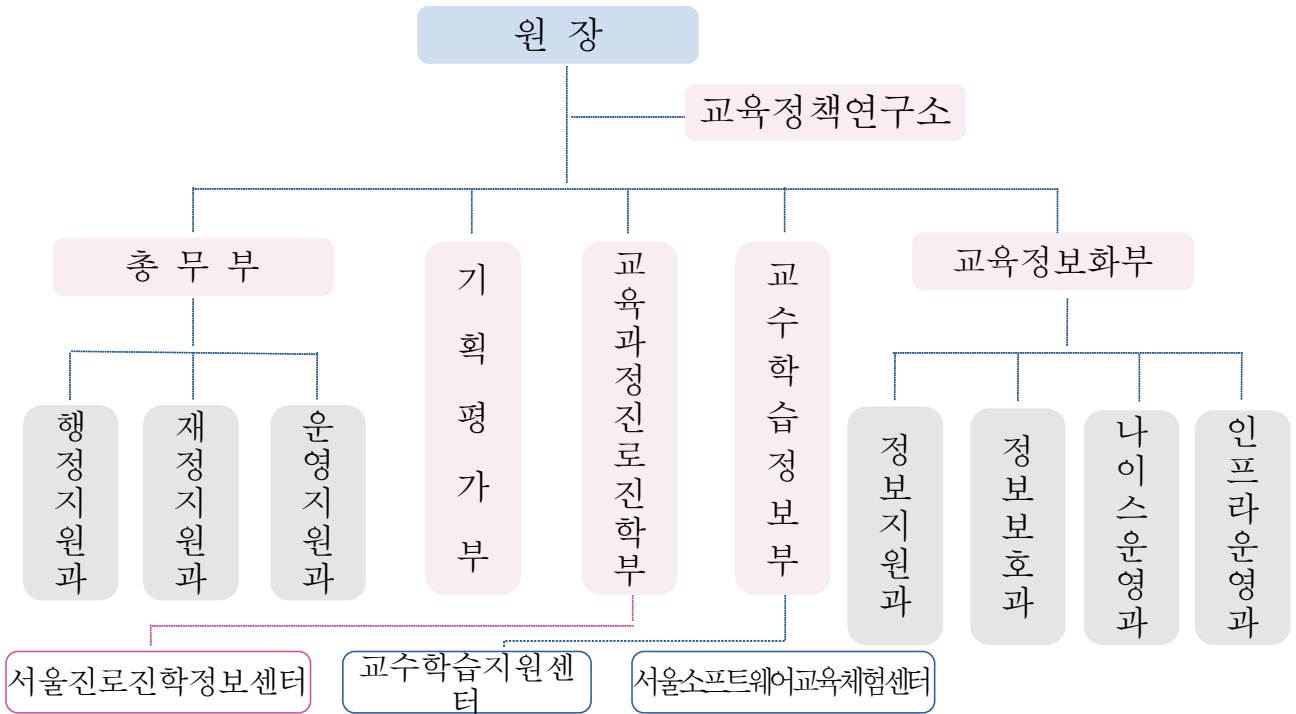 원 장
교육정책연구소
총 무 부
기획평가부
교육과정진로진학부
교수학습정보부
교육정보화부
행정지원과
재정지원과
운영지원과
정보지원과
정보보호과
나이스운영과
인프라운영과
서울진로진학정보센터
교수학습지원센
터
서울소프트웨어교육체험센터